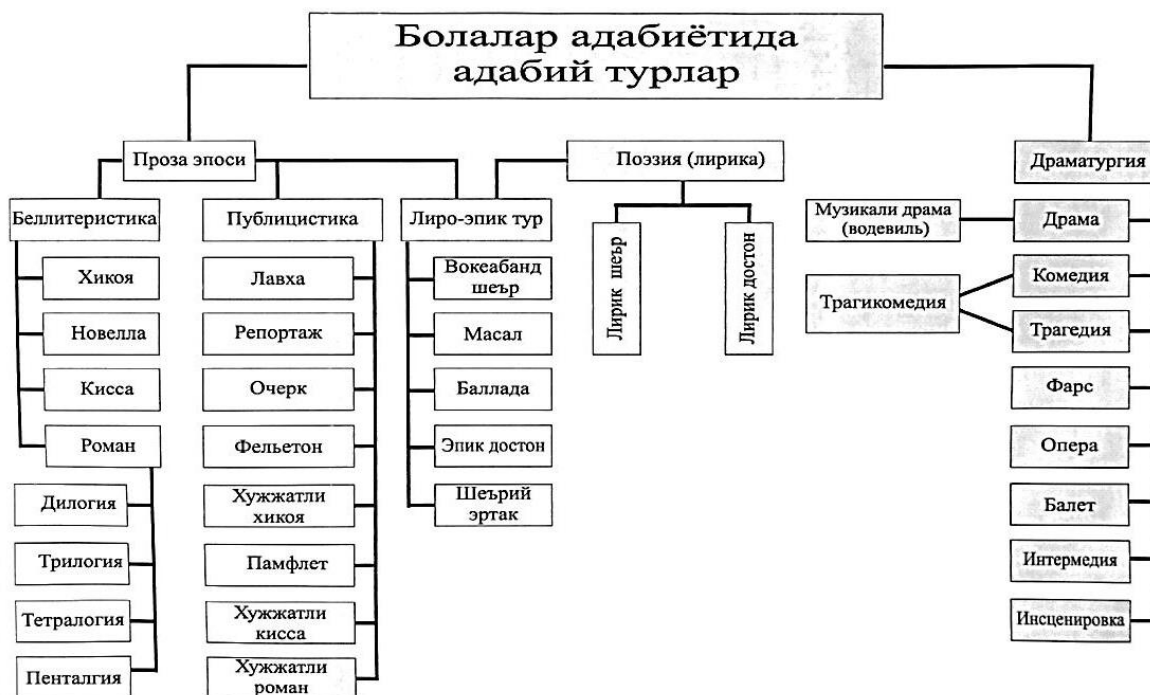 Болалар адабиётида
адабий турлар
Проза эпоси
Поэзия (лирика)
Драматургия
Беллитеристика
Хикоя
Новелла
Кисса
Роман
Дилогия
Трилогия
Тетралогия
Пенталгия
Публицистика
Лавха
Репортаж
Очерк
Фельетон
Хужжатли
хикоя
Памфлет
Хужжатли
кисса
Хужжатли
роман
Лиро-эпик тур
Вокеабанд
шеър
Масал
Баллада
Эпик достон
Шеърий
эртак
Лирик шеър
Лирик достон
Музикали драма
(водевиль)
Трагикомедия
Драма
Комедия
Трагедия
Фарс
Опера
Балет
Интермедия
Инсценировка